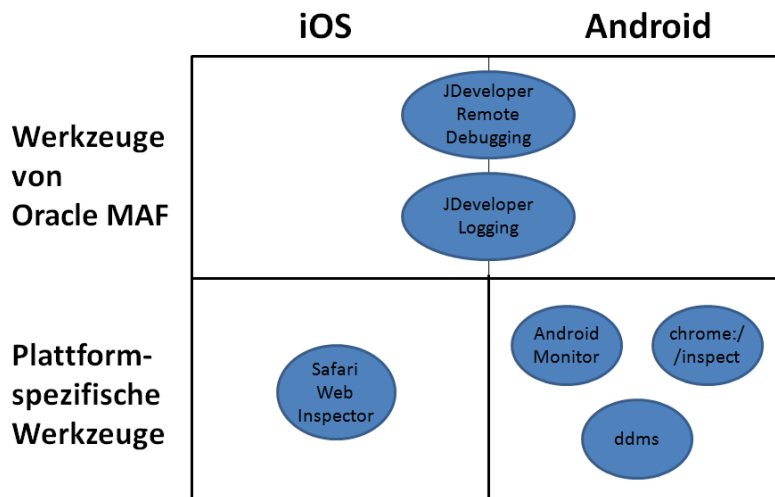 iOS
Android
Werkzeuge
von
Oracle MAF
JDeveloper
Remote
Debugging
JDeveloper
Logging
Plattform-
spezifische
Werkzeuge
Safari
Web
Inspector
Android
Monitor
chrome:/
/inspect
ddms